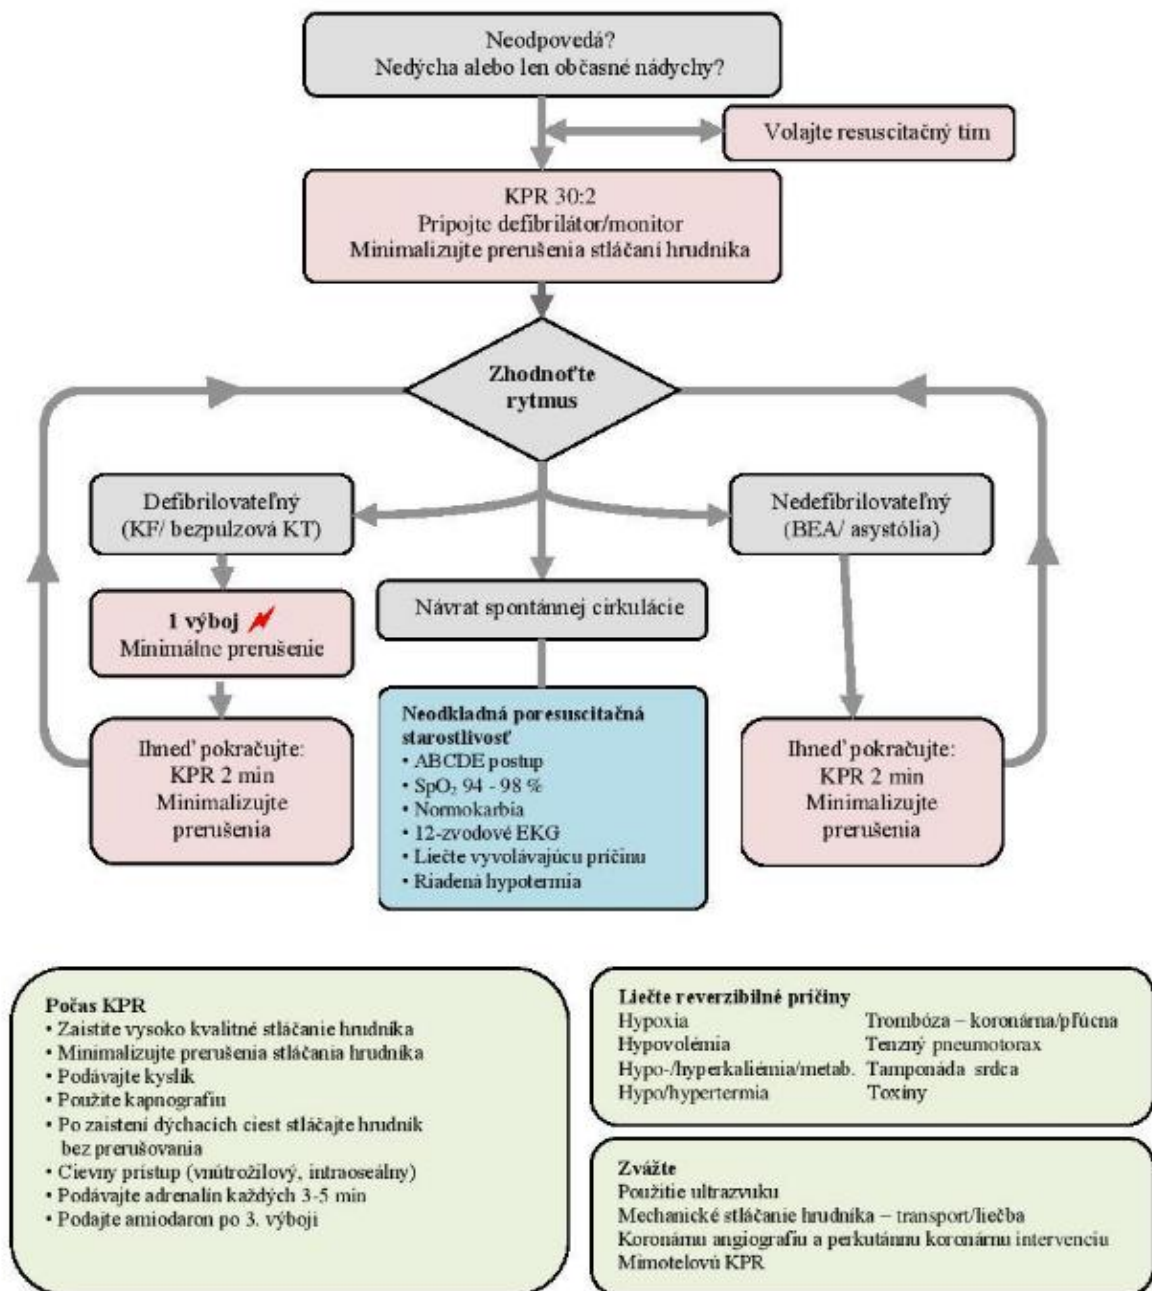 Neodpovedá?
Nedýcha alebo len občasné nádychy?
Volajte resuscitačný tím
KPR 30:2
Pripojte defibrilátor/monitor
Minimalizujte prerušenia stláčaní hrudníka
Zhodnoťte
rytmus
Defibrilovateľný
(KF/ bezpulzová KT)
Nedefibrilovateľný
(BEA/ asystólia)
1 výboj
Minimálne prerušenie
Návrat spontánnej cirkulácie
Ihneď pokračujte:
KPR 2 min
Minimalizujte
prerušenia
Neodkladná poresuscitačná
starostlivosť
• ABCDE postup
• SpO₂ 94 - 98 %
• Normokarbia
• 12-zvodové EKG
• Liečte vyvolávajúcu príčinu
• Riadená hypotermia
Ihneď pokračujte:
KPR 2 min
Minimalizujte
prerušenia
Počas KPR
• Zaistite vysoko kvalitné stláčanie hrudníka
• Minimalizujte prerušenia stláčania hrudníka
• Podávajte kyslík
• Použite kapnografiu
• Po zaistení dýchacích ciest stláčajte hrudník
bez prerušovania
• Cievny prístup (vnútrožilový, intraoseálny)
• Podávajte adrenalín každých 3-5 min
• Podajte amiodaron po 3. výboji
Liečte reverzibilné príčiny
Hypoxia Trombóza – koronárna/pľúcna
Hypovolémia Tenzný pneumotorax
Hypo-/hyperkaliémia/metab. Tamponáda srdca
Hypo/hypertermia Toxíny
Zvážte
Použitie ultrazvuku
Mechanické stláčanie hrudníka – transport/liečba
Koronárnu angiografiu a perkutánnu koronárnu intervenciu
Mimotelovú KPR